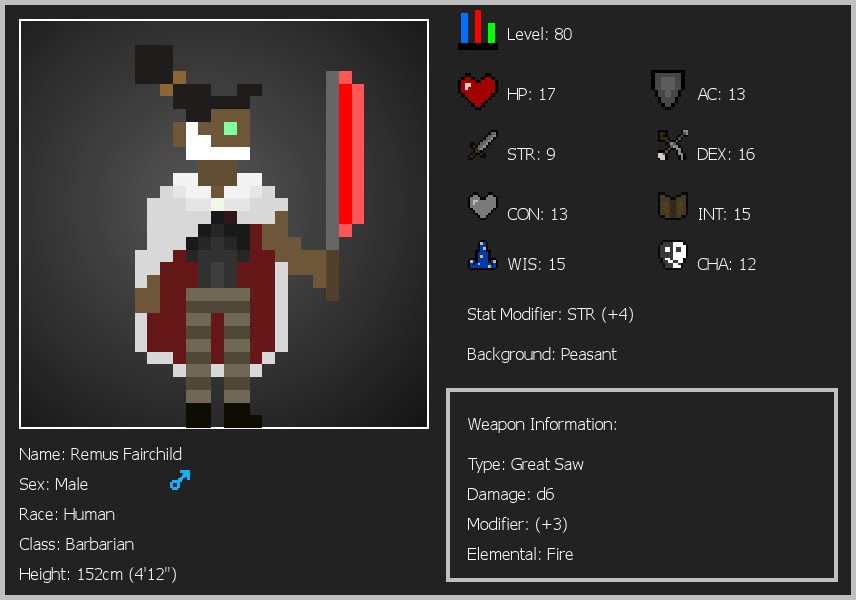 Level: 80
HP: 17
AC: 13
STR: 9
DEX: 16
CON: 13
INT: 15
WIS: 15
CHA: 12
Stat Modifier: STR (+4)
Background: Peasant
Weapon Information:
Type: Great Saw
Damage: d6
Modifier: (+3)
Elemental: Fire
Name: Remus Fairchild
Sex: Male
Race: Human
Class: Barbarian
Height: 152cm (4'12")